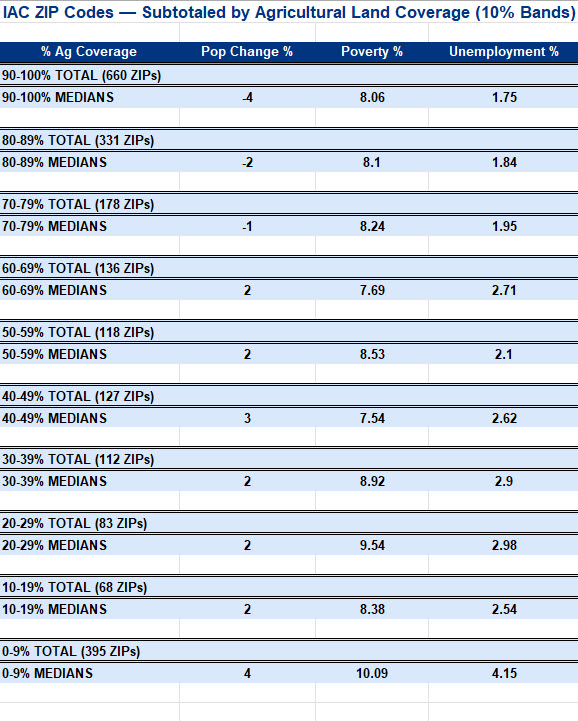 IAC ZIP Codes — Subtotaled by Agricultural Land Coverage (10% Bands)
% Ag Coverage Pop Change % Poverty % Unemployment %
90-100% TOTAL (660 ZIPs)
90-100% MEDIANS -4 8.06 1.75
80-89% TOTAL (331 ZIPs)
80-89% MEDIANS -2 8.1 1.84
70-79% TOTAL (178 ZIPs)
70-79% MEDIANS -1 8.24 1.95
60-69% TOTAL (136 ZIPs)
60-69% MEDIANS 2 7.69 2.71
50-59% TOTAL (118 ZIPs)
50-59% MEDIANS 2 8.53 2.1
40-49% TOTAL (127 ZIPs)
40-49% MEDIANS 3 7.54 2.62
30-39% TOTAL (112 ZIPs)
30-39% MEDIANS 2 8.92 2.9
20-29% TOTAL (83 ZIPs)
20-29% MEDIANS 2 9.54 2.98
10-19% TOTAL (68 ZIPs)
10-19% MEDIANS 2 8.38 2.54
0-9% TOTAL (395 ZIPs)
0-9% MEDIANS 4 10.09 4.15